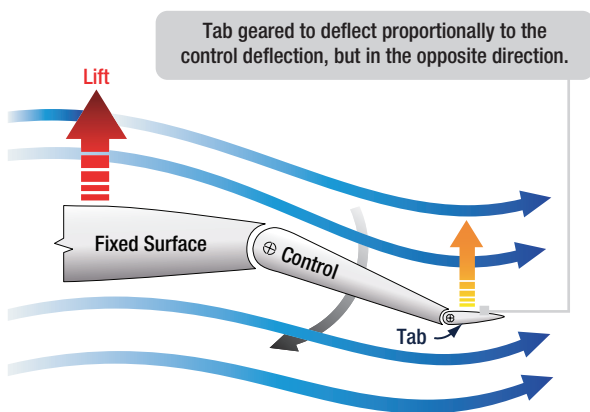 Tab geared to deflect proportionally to the
control deflection, but in the opposite direction.
Lift
Fixed Surface
Control
Tab